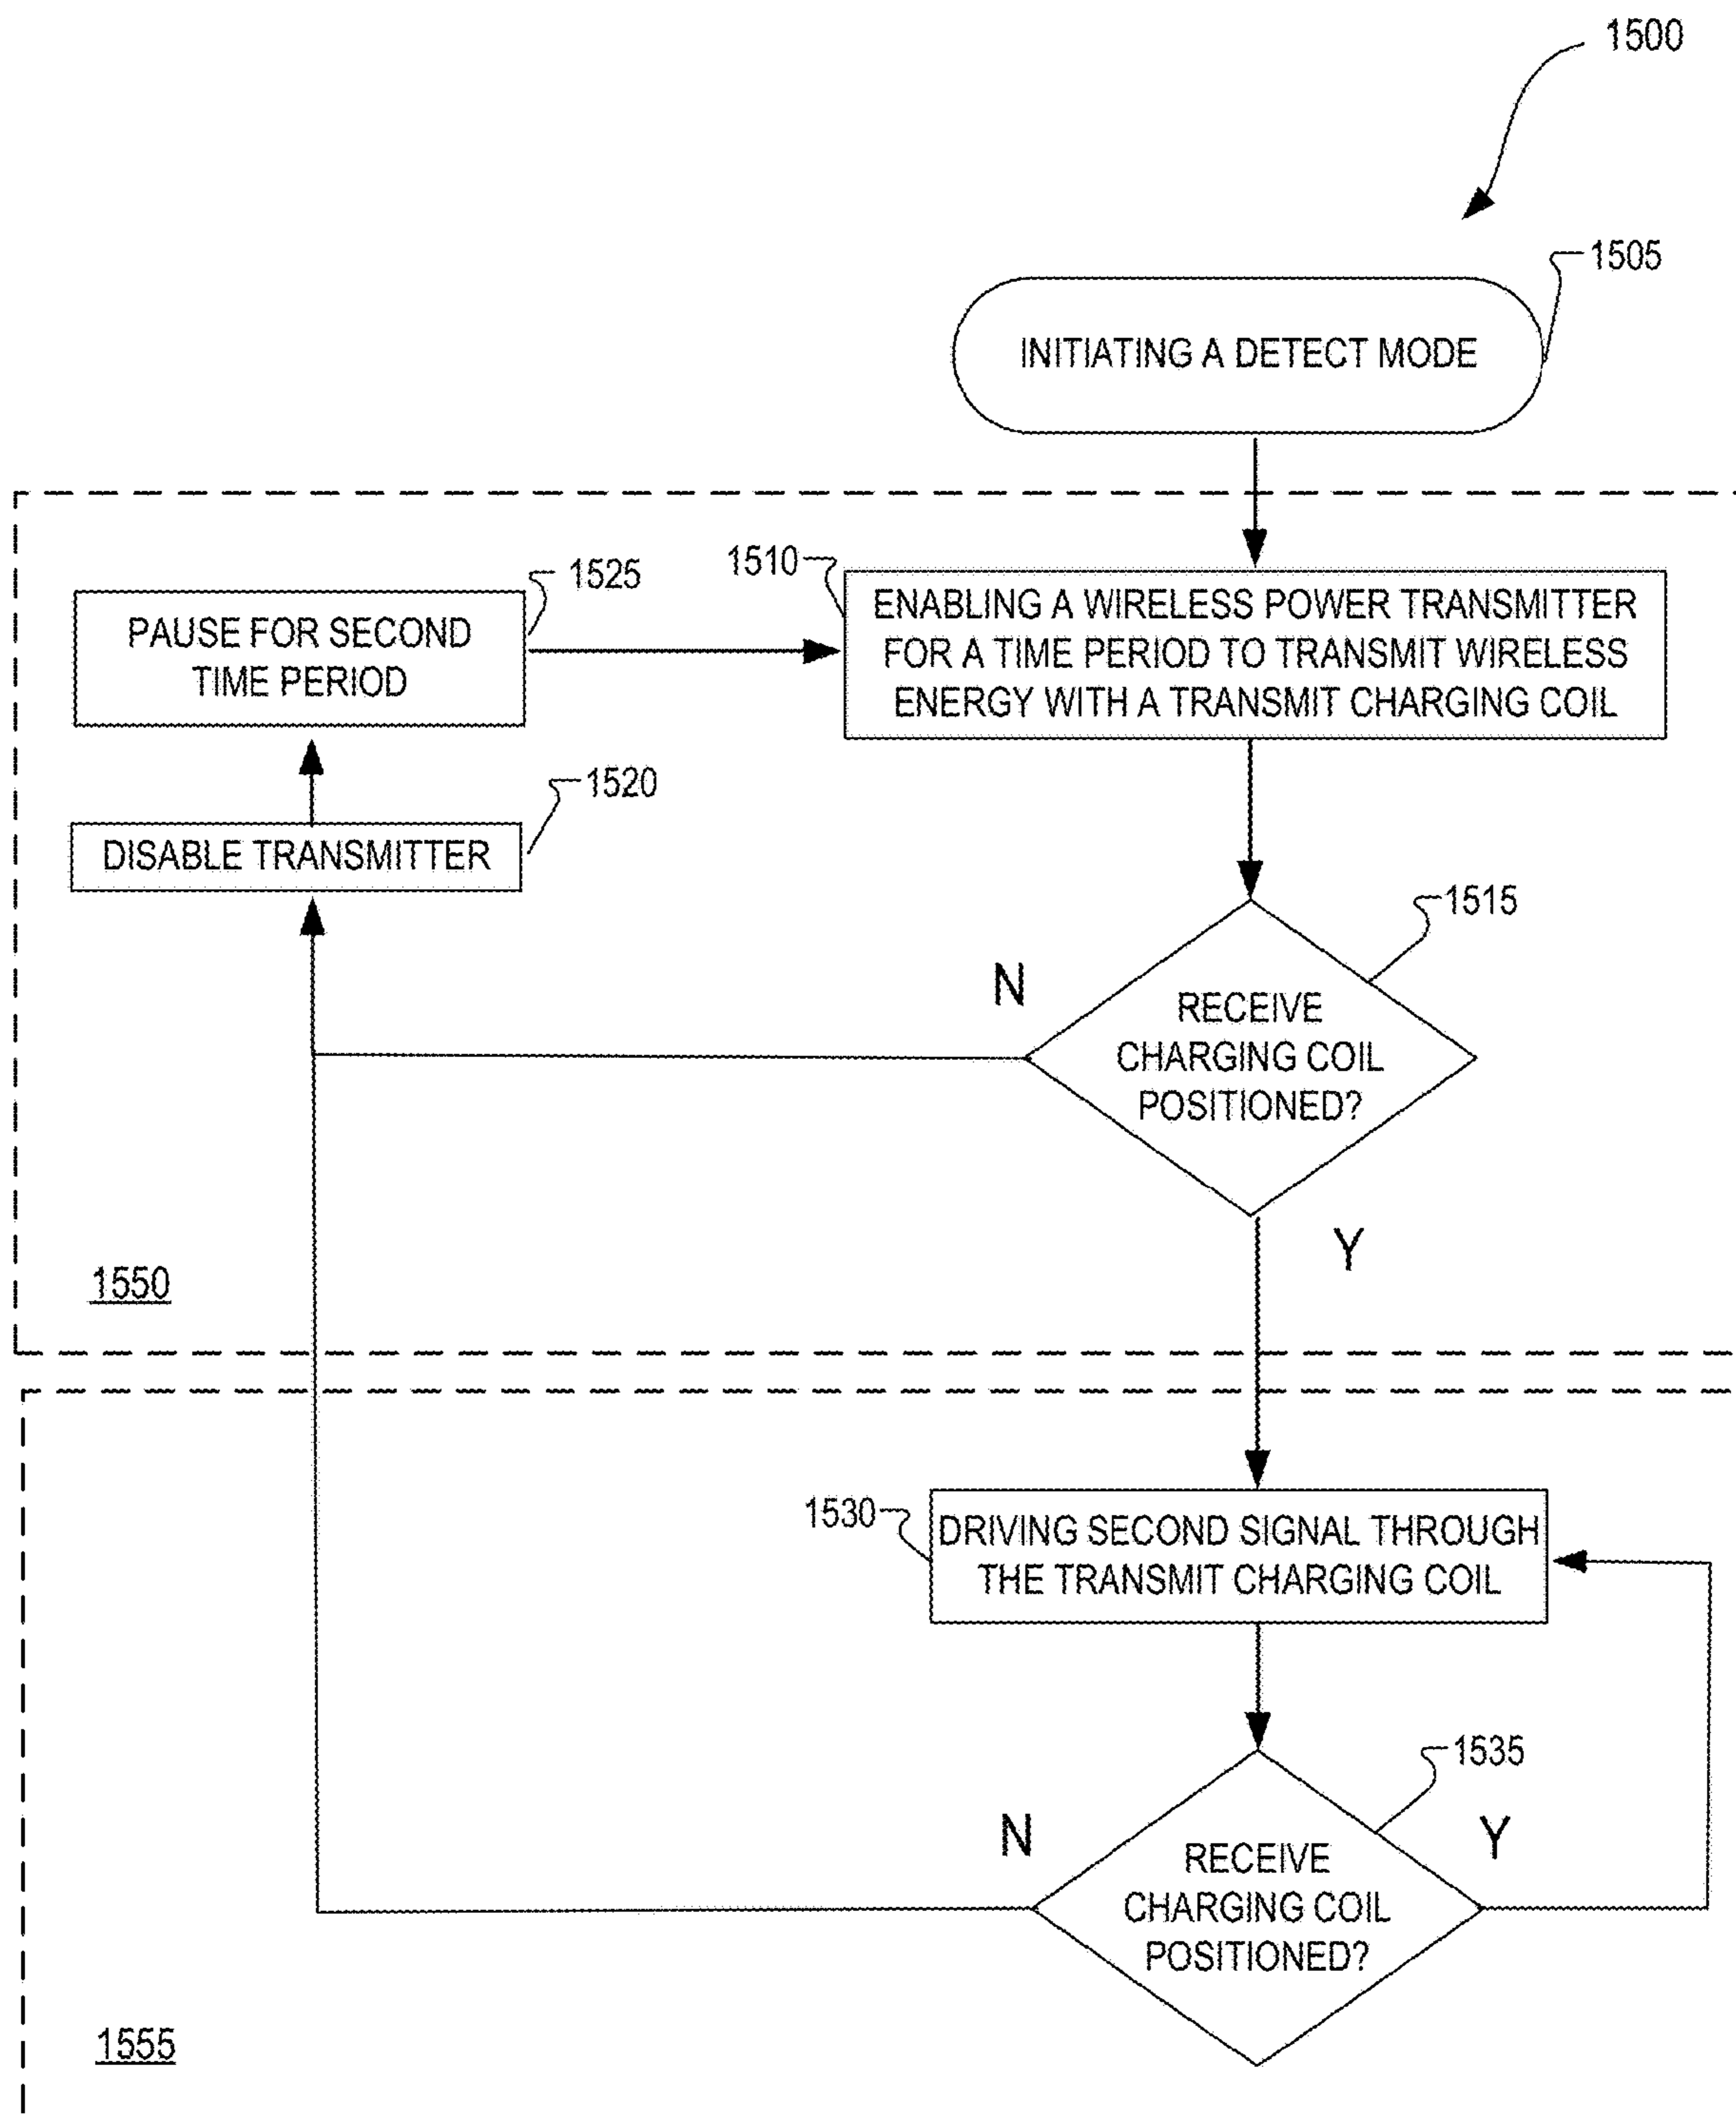 1500
1505
INITIATING A DETECT MODE
1525
1510
PAUSE FOR SECOND
TIME PERIOD
ENABLING A WIRELESS POWER TRANSMITTER
FOR A TIME PERIOD TO TRANSMIT WIRELESS
ENERGY WITH A TRANSMIT CHARGING COIL
1520
DISABLE TRANSMITTER
1515
N
RECEIVE
CHARGING COIL
POSITIONED?
Y
1550
1530
DRIVING SECOND SIGNAL THROUGH
THE TRANSMIT CHARGING COIL
1535
N
Y
RECEIVE
CHARGING COIL
POSITIONED?
1555